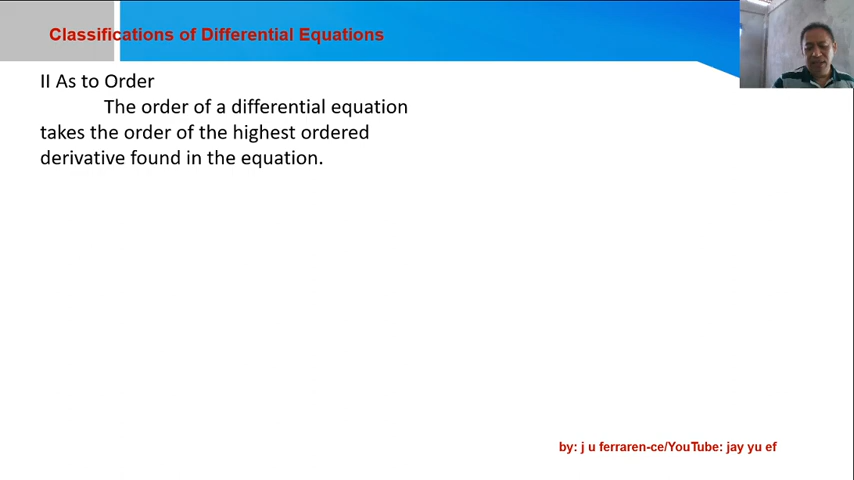 Classifications of Differential Equations
II As to Order
The order of a differential equation
takes the order of the highest ordered
derivative found in the equation.
by: j u ferraren-ce/YouTube: jay yu ef